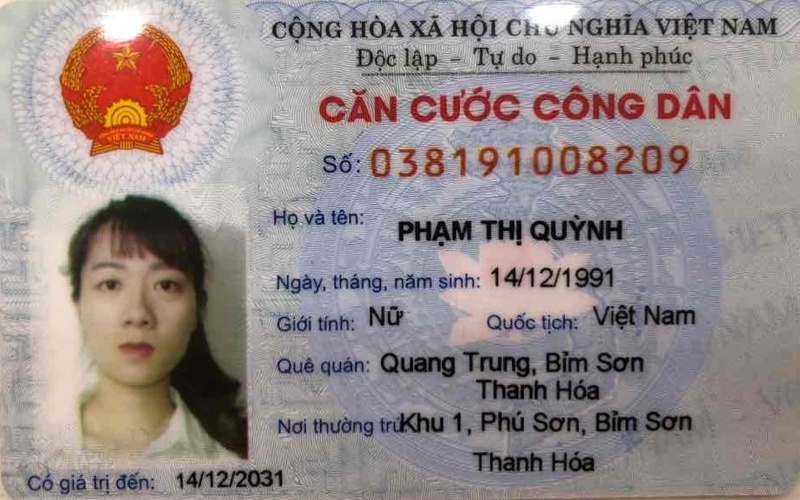 CỘNG HÒA XÃ HỘI CHỦ NGHĨA VIỆT NAM
Độc lập – Tự do – Hạnh phúc
CĂN CƯỚC CÔNG DÂN
Số: 038191008209
Họ và tên: PHẠM THỊ QUỲNH
Ngày, tháng, năm sinh: 14/12/1991
Giới tính: Nữ Quốc tịch: Việt Nam
Quê quán: Quang Trung, Bỉm Sơn
Thanh Hóa
Nơi thường trú: Khu 1, Phú Sơn, Bỉm Sơn
Thanh Hóa
Có giá trị đến: 14/12/2031
VIỆT NAM